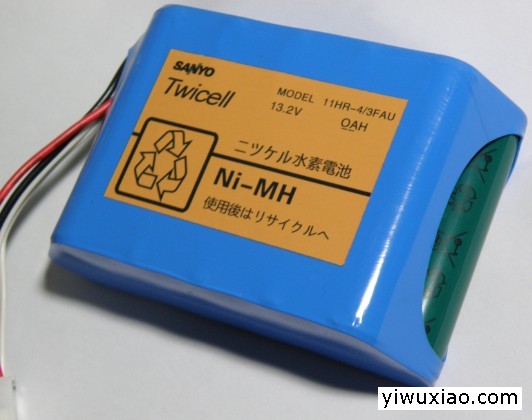 SANYO
Twicell
MODEL 11HR-4/3FAU
13.2V
OAH
ニツケル水素電池
Ni-MH
使用後はリサイクルへ
yiwuxiao.com